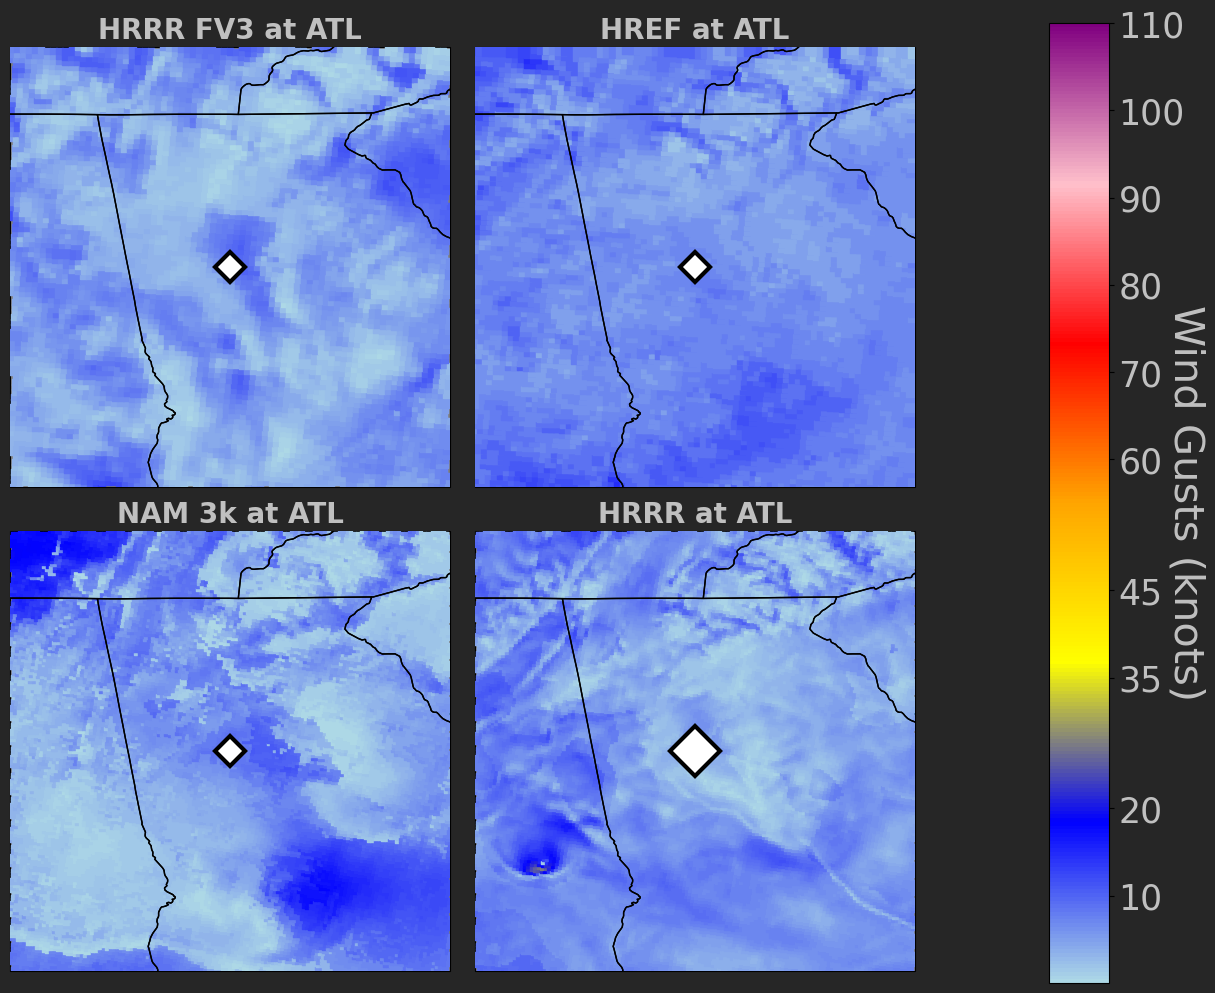 HRRR FV3 at ATL
HREF at ATL
NAM 3k at ATL
HRRR at ATL
110
100
90
80
70
60
45
35
20
10
Wind Gusts (knots)